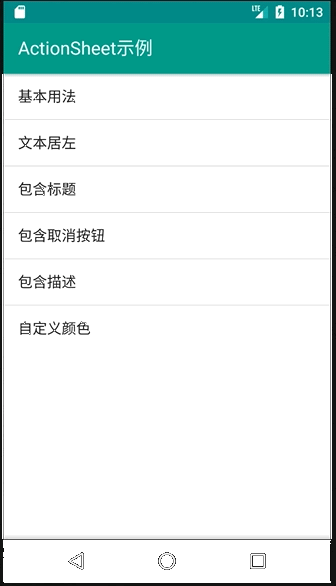 LTE 10:13
ActionSheet示例
基本用法
文本居左
包含标题
包含取消按钮
包含描述
自定义颜色